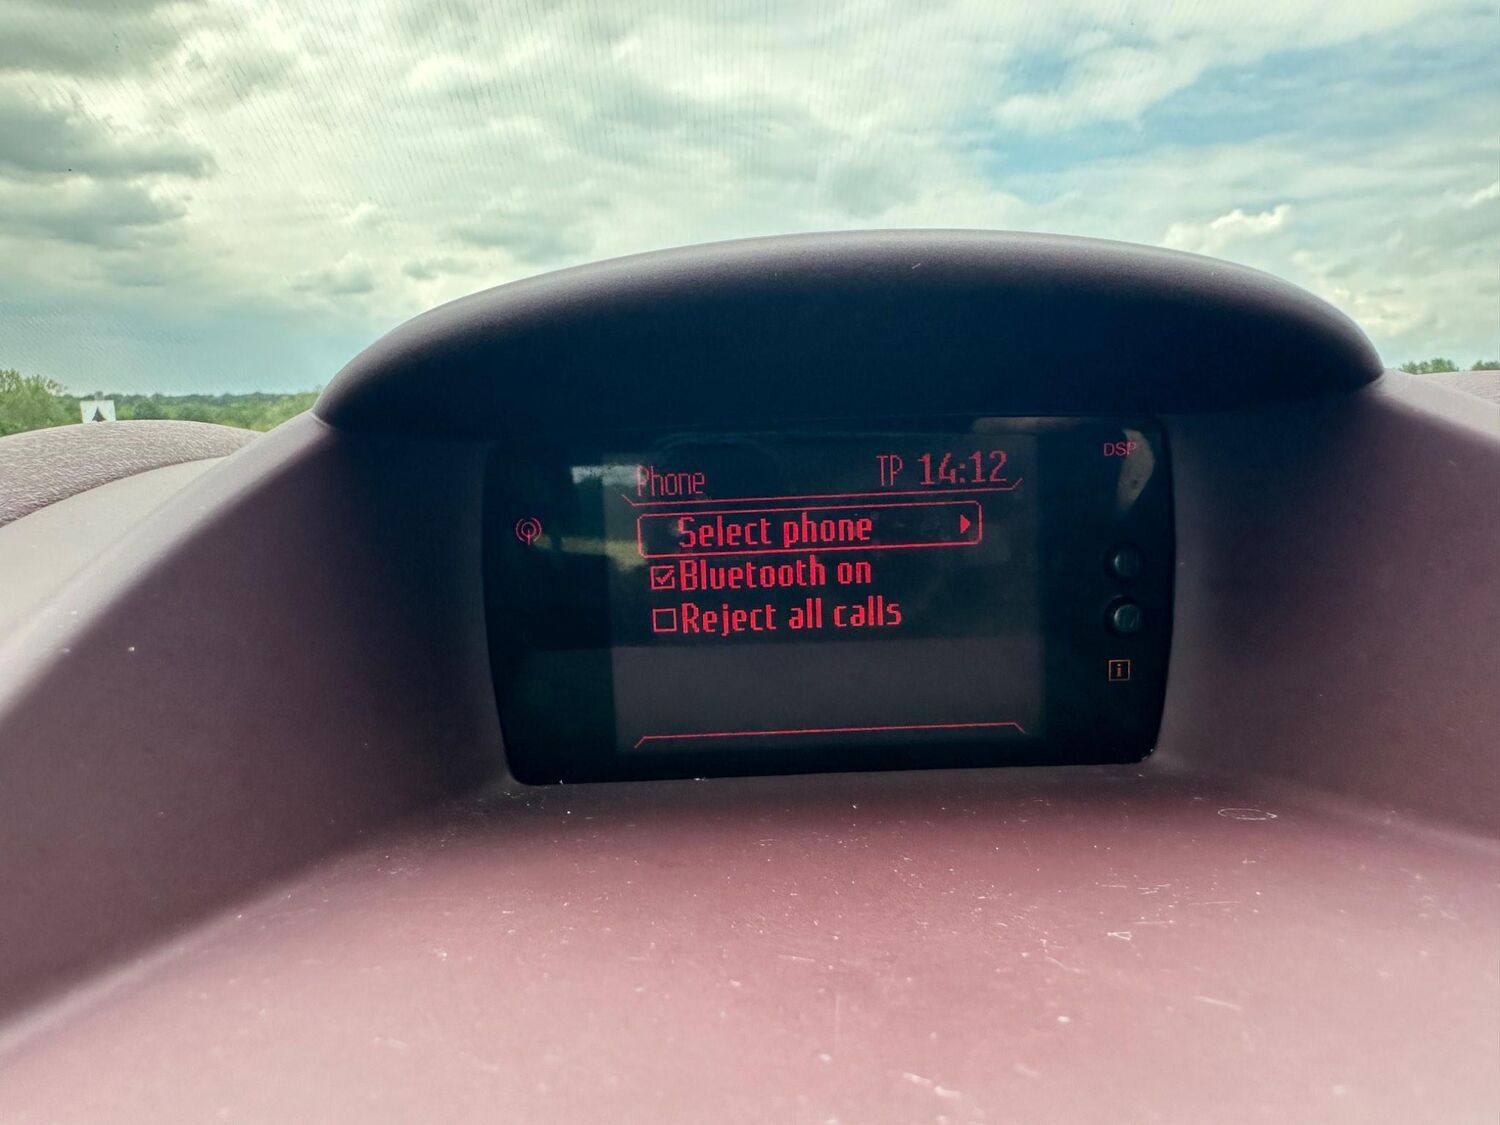 Phone TP 14:12
DSP
Select phone
Bluetooth on
Reject all calls
i